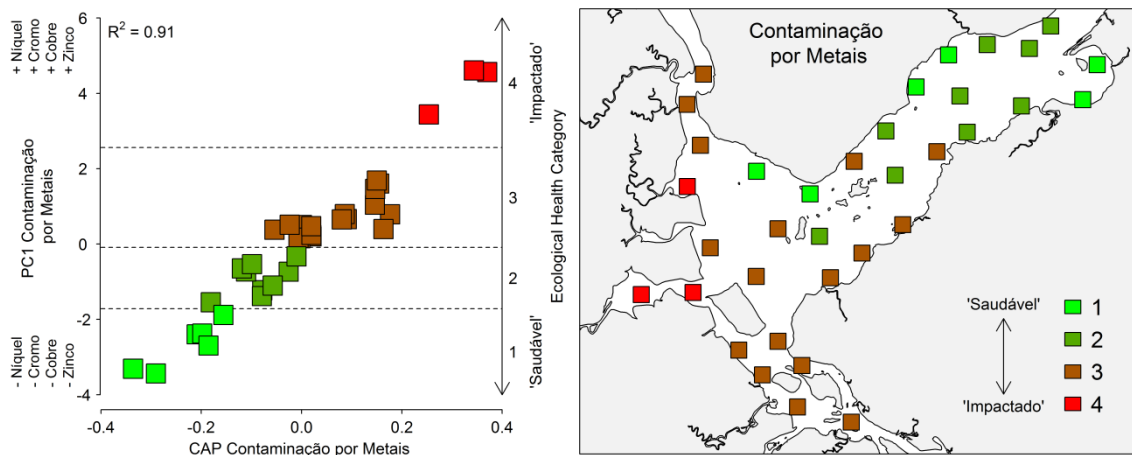 R² = 0.91
+ Níquel
+ Cromo
+ Cobre
+ Zinco
PC1 Contaminação
por Metais
- Níquel
- Cromo
- Cobre
- Zinco
6
4
2
0
-2
-4
-0.4
-0.2
0.0
0.2
0.4
CAP Contaminação por Metais
'Impactado'
4
3
2
1
'Saudável'
Ecological Health Category
Contaminação
por Metais
'Saudável'
'Impactado'
1
2
3
4